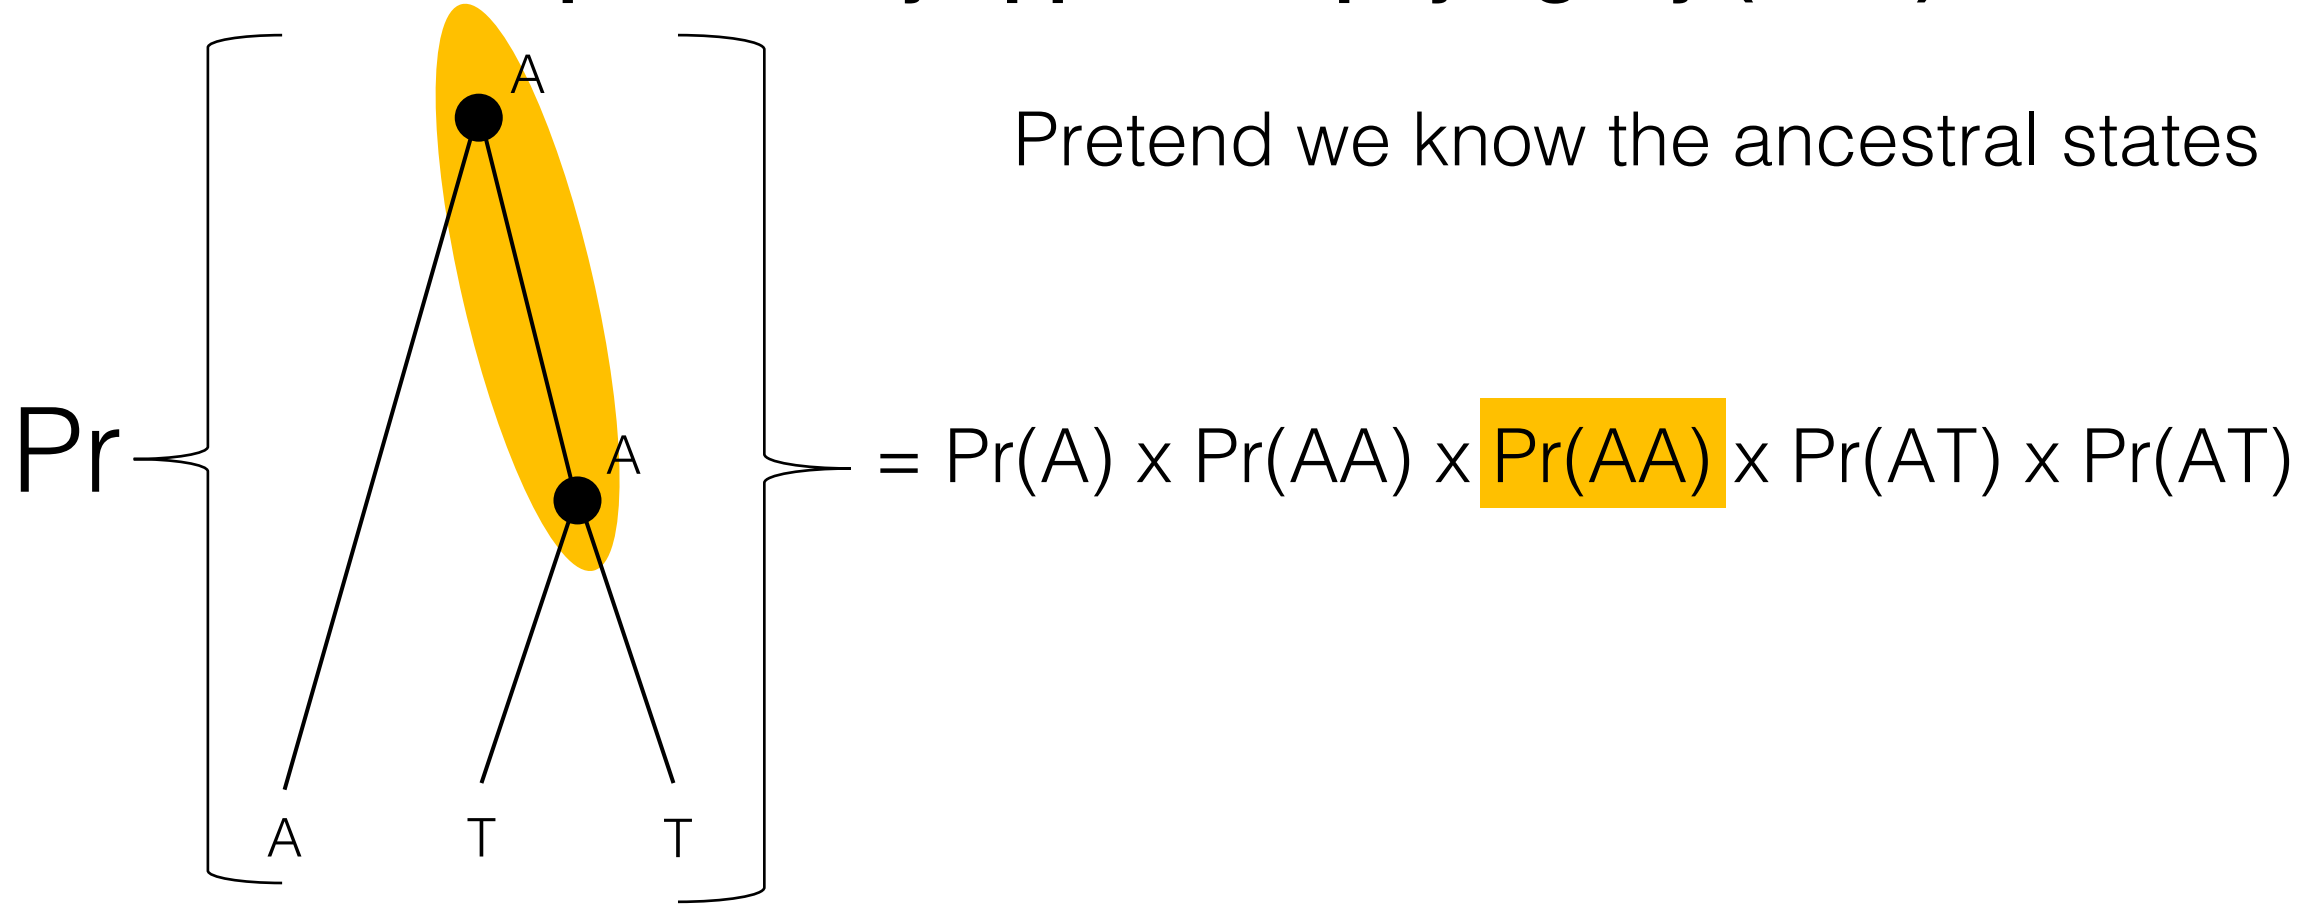 A
Pretend we know the ancestral states
Pr
A
= Pr(A) x Pr(AA) x Pr(AA) x Pr(AT) x Pr(AT)
A T T